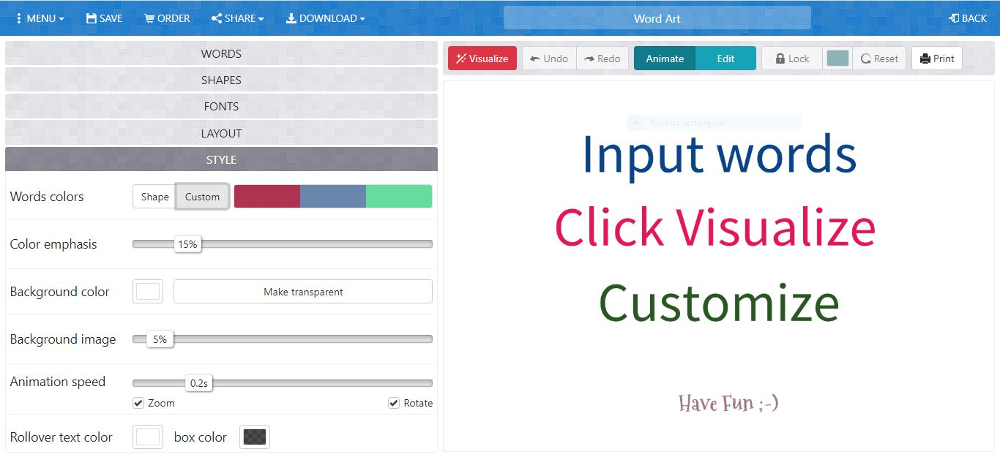 MENU SAVE ORDER SHARE DOWNLOAD Word Art BACK
WORDS
SHAPES
FONTS
LAYOUT
STYLE
Words colors Shape Custom
Color emphasis 15%
Background color Make transparent
Background image 5%
Animation speed 0.2s
Zoom Rotate
Rollover text color box color
Visualize Undo Redo Animate Edit Lock Reset Print
Recorte rectangular
Input words
Click Visualize
Customize
Have Fun ;-)